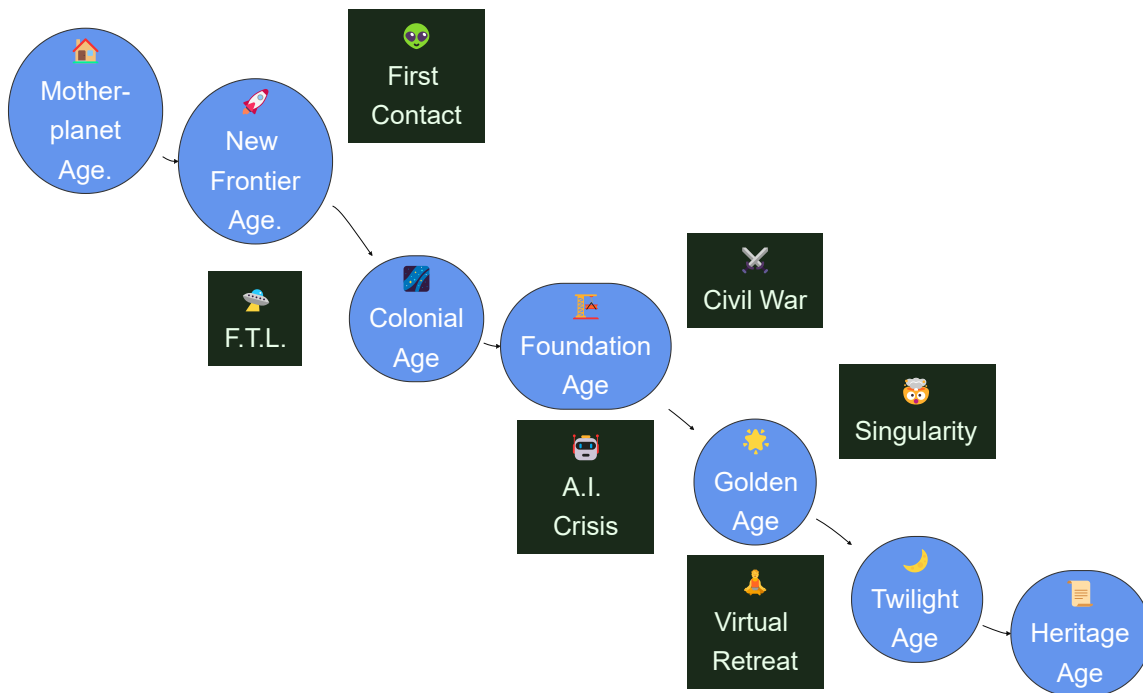 Mother-
planet
Age.
New
Frontier
Age.
First
Contact
F.T.L.
Colonial
Age
Foundation
Age
Civil War
A.I.
Crisis
Golden
Age
Singularity
Virtual
Retreat
Twilight
Age
Heritage
Age